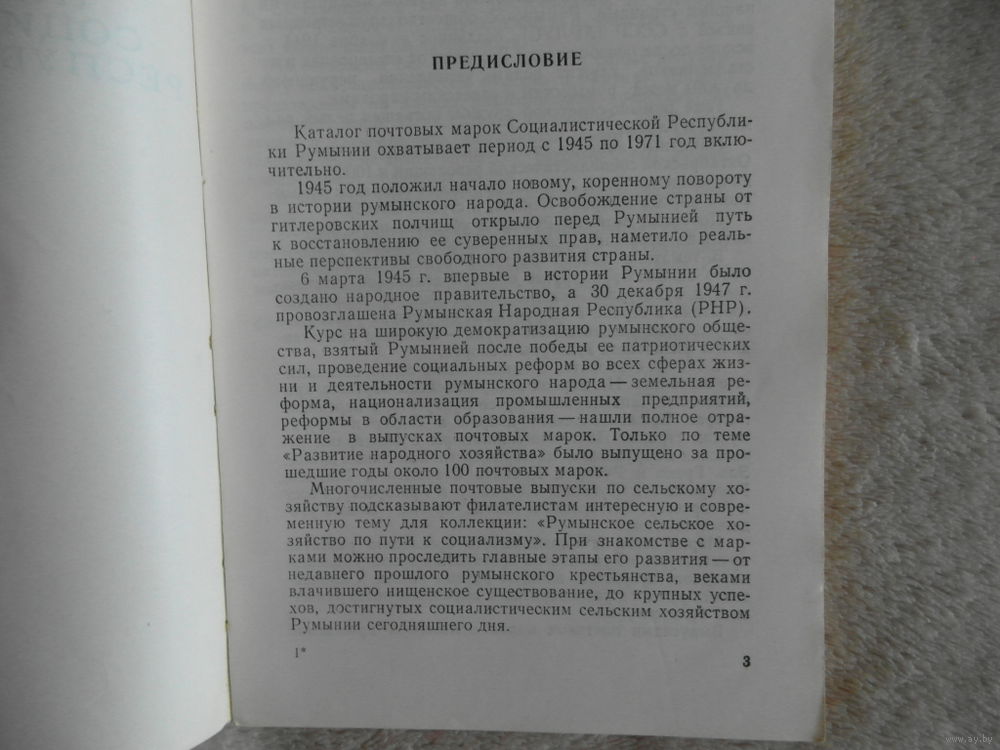 ПРЕДИСЛОВИЕ
Каталог почтовых марок Социалистической Республи-
ки Румынии охватывает период с 1945 по 1971 год вклю-
чительно.
1945 год положил начало новому, коренному повороту
в истории румынского народа. Освобождение страны от
гитлеровских полчищ открыло перед Румынией путь
к восстановлению ее суверенных прав, наметило реаль-
ные перспективы свободного развития страны.
6 марта 1945 г. впервые в истории Румынии было
создано народное правительство, а 30 декабря 1947 г.
провозглашена Румынская Народная Республика (РНР).
Курс на широкую демократизацию румынского обще-
ства, взятый Румынией после победы ее патриотических
сил, проведение социальных реформ во всех сферах жиз-
ни и деятельности румынского народа — земельная ре-
форма, национализация промышленных предприятий,
реформы в области образования — нашли полное отра-
жение в выпусках почтовых марок. Только по теме
«Развитие народного хозяйства» было выпущено за про-
шедшие годы около 100 почтовых марок.
Многочисленные почтовые выпуски по сельскому хо-
зяйству подсказывают филателистам интересную и совре-
менную тему для коллекции: «Румынское сельское хо-
зяйство по пути к социализму». При знакомстве с мар-
ками можно проследить главные этапы его развития — от
недавнего прошлого румынского крестьянства, веками
влачившего нищенское существование, до крупных успе-
хов, достигнутых социалистическим сельским хозяйством
Румынии сегодняшнего дня.
1*
3
www.ay.by